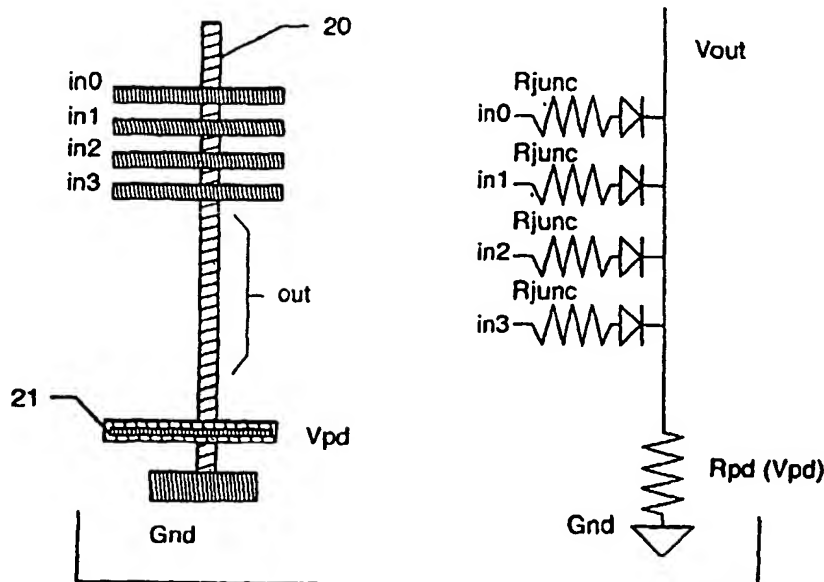 20
in0
in1
in2
in3
out
21
Vpd
Gnd
Vout
Rjunc
in0
Rjunc
in1
Rjunc
in2
Rjunc
in3
Rpd (Vpd)
Gnd